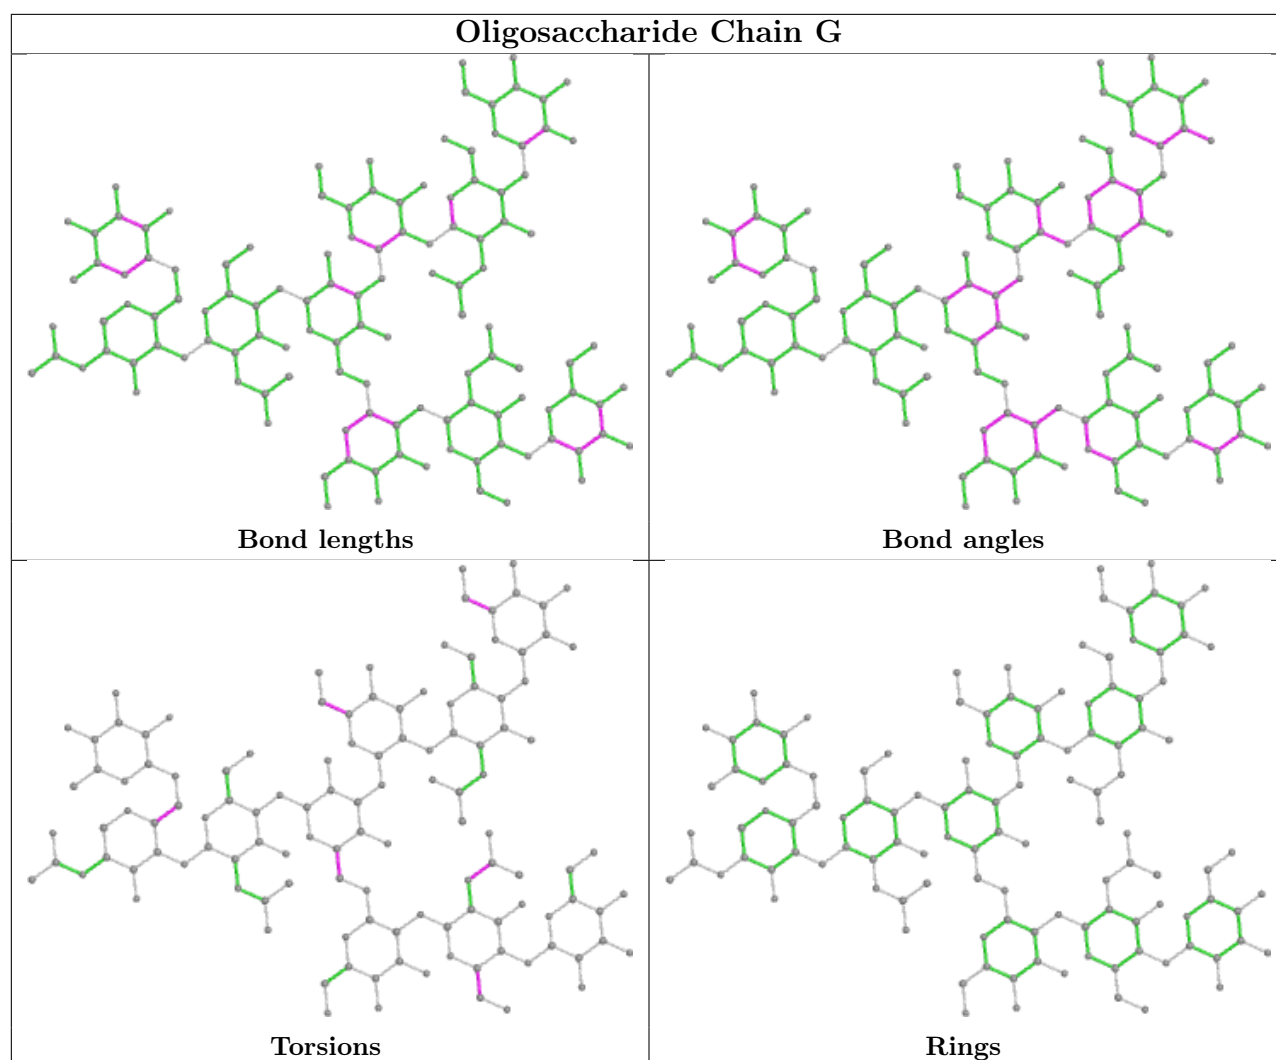 Oligosaccharide Chain G
Bond lengths
Bond angles
Torsions
Rings